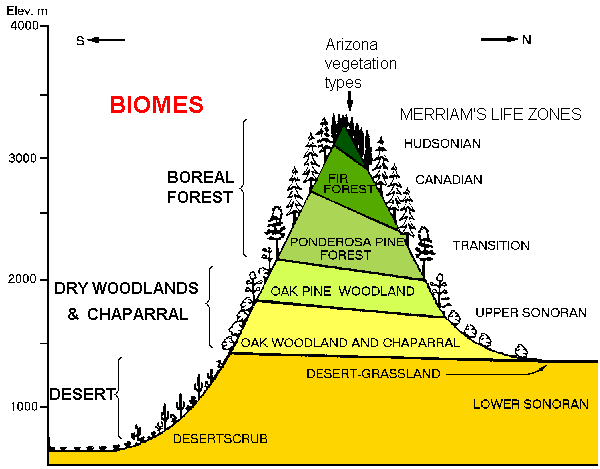 Elev. m
4000
S
N
Arizona
vegetation
types
BIOMES
MERRIAM'S LIFE ZONES
HUDSONIAN
3000
BOREAL
FOREST
FIR
FOREST
CANADIAN
PONDEROSA PINE
FOREST
TRANSITION
2000
DRY WOODLANDS
& CHAPARRAL
OAK PINE WOODLAND
UPPER SONORAN
OAK WOODLAND AND CHAPARRAL
DESERT-GRASSLAND
DESERT
1000
LOWER SONORAN
DESERTSCRUB